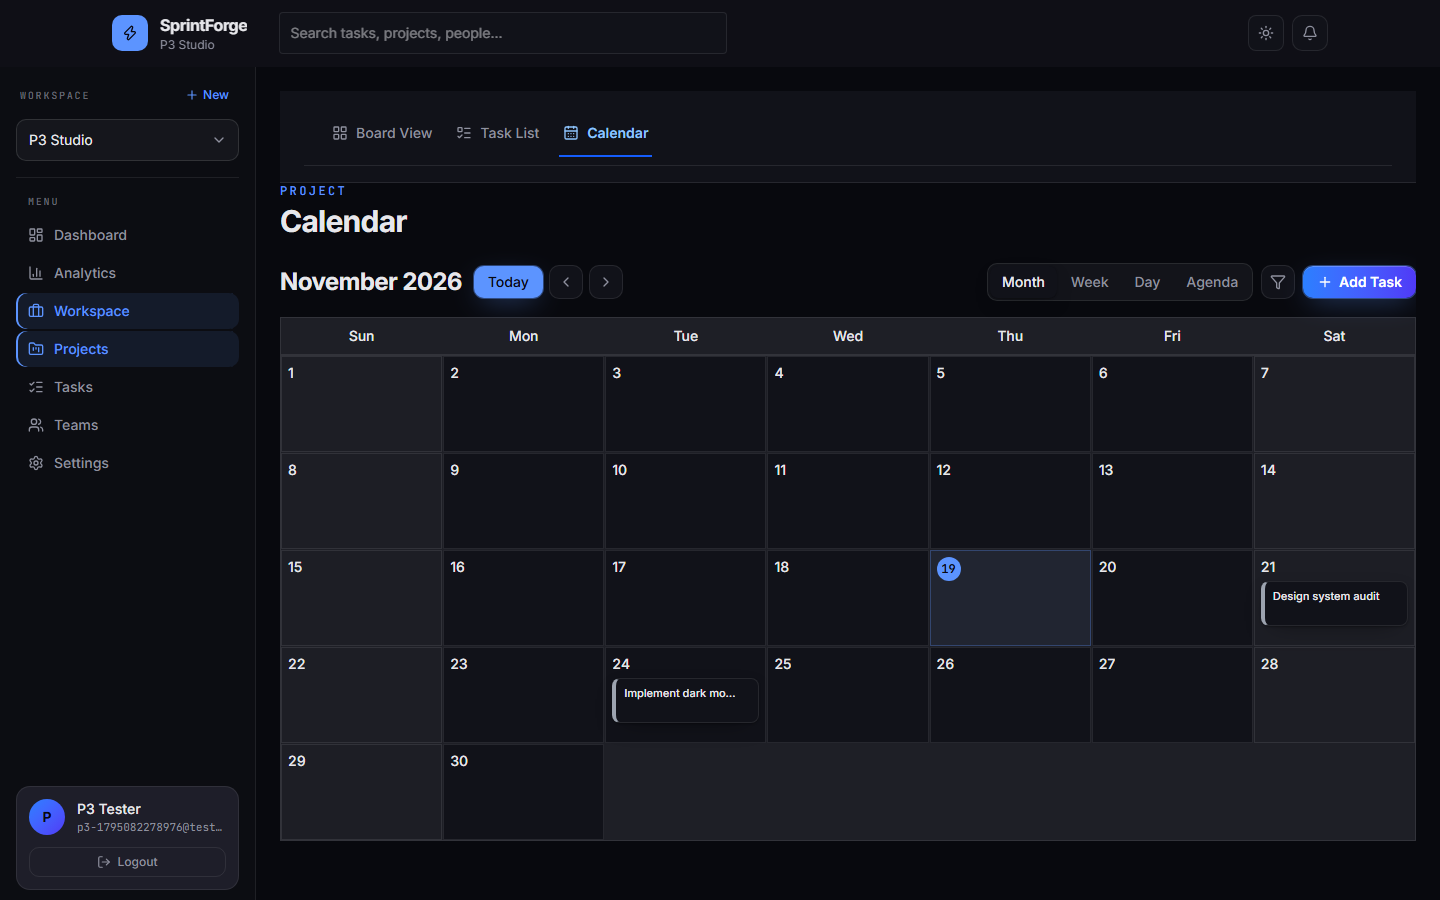 SprintForge
P3 Studio
Search tasks, projects, people...
WORKSPACE
New
P3 Studio
MENU
Dashboard
Analytics
Workspace
Projects
Tasks
Teams
Settings
P3 Tester
P
p3-1795082278976@test...
Logout
Board View
Task List
Calendar
PROJECT
Calendar
November 2026
Today
Month
Week
Day
Agenda
+ Add Task
Sun Mon Tue Wed Thu Fri Sat
1 2 3 4 5 6 7
8 9 10 11 12 13 14
15 16 17 18 19 20 21
Design system audit
22 23 24 25 26 27 28
Implement dark mo...
29 30